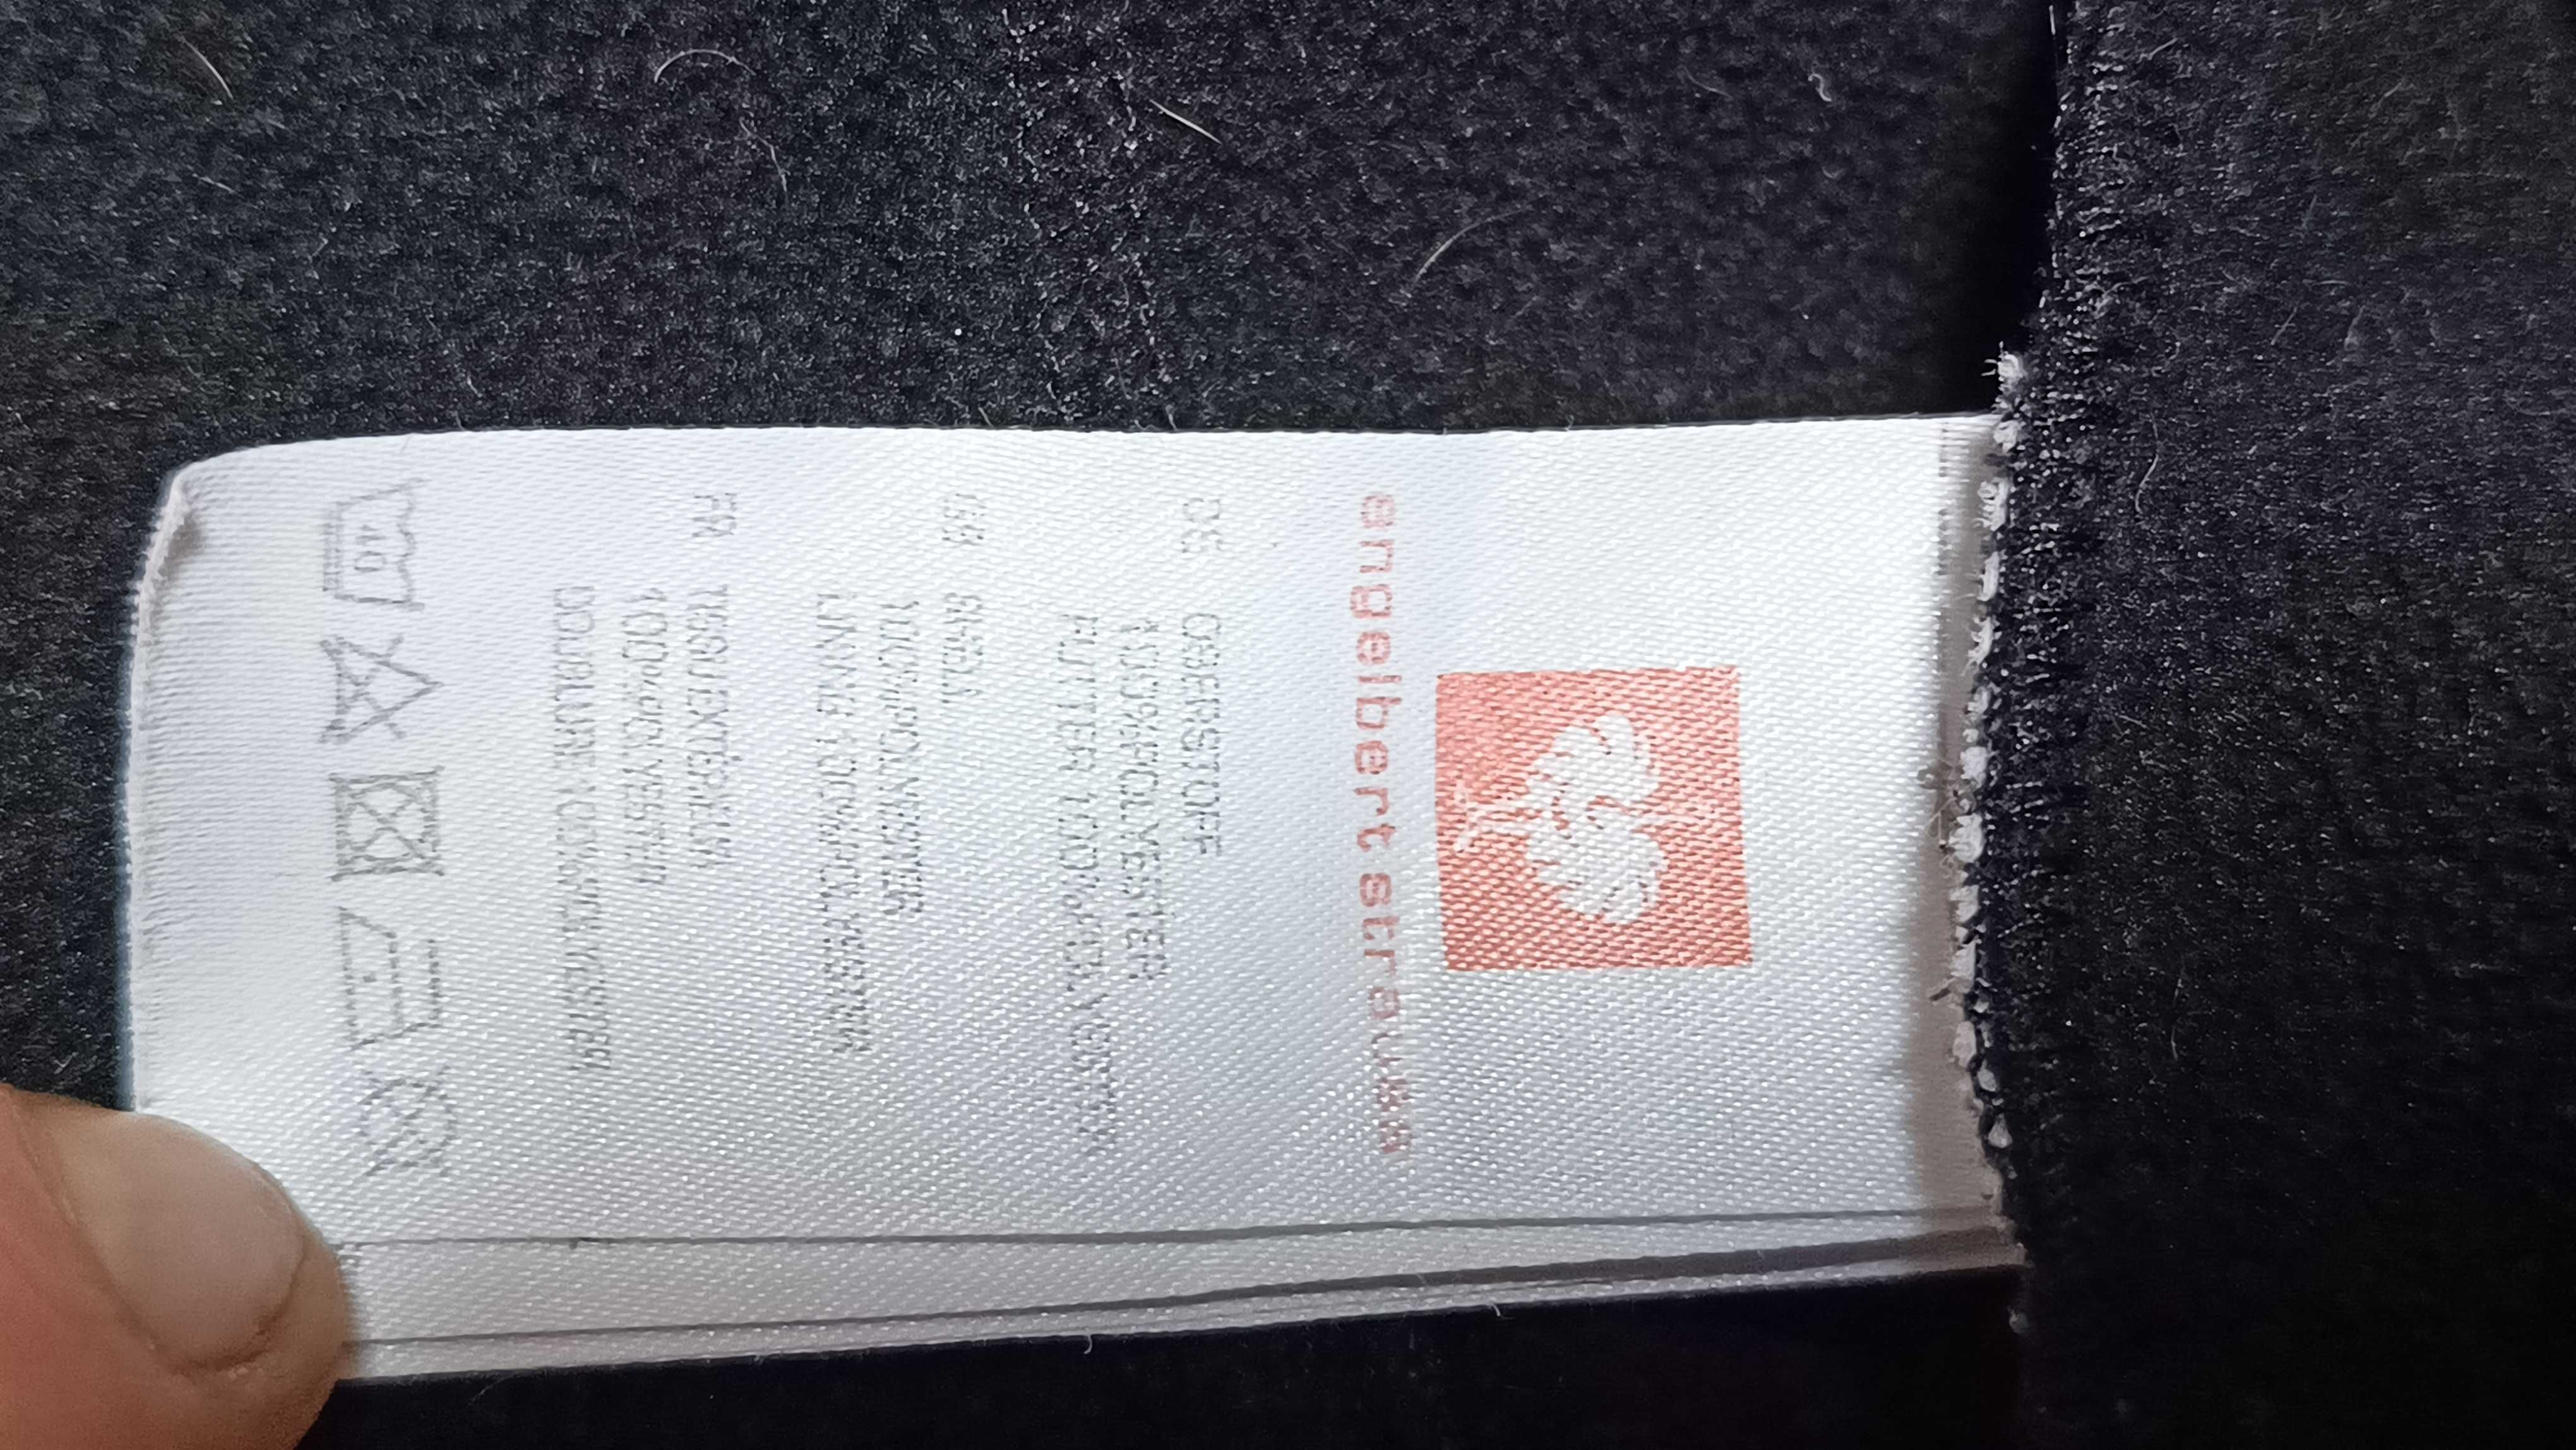 engelbert strauss
DE OBERSTOFF
100% POLYESTER
FUTTER 100% POLYESTER
GB SHELL
100% POLYESTER
LINING 100% POLYESTER
FR TISSU EXTÉRIEUR
100% POLYESTER
DOUBLURE 100% POLYESTER
40